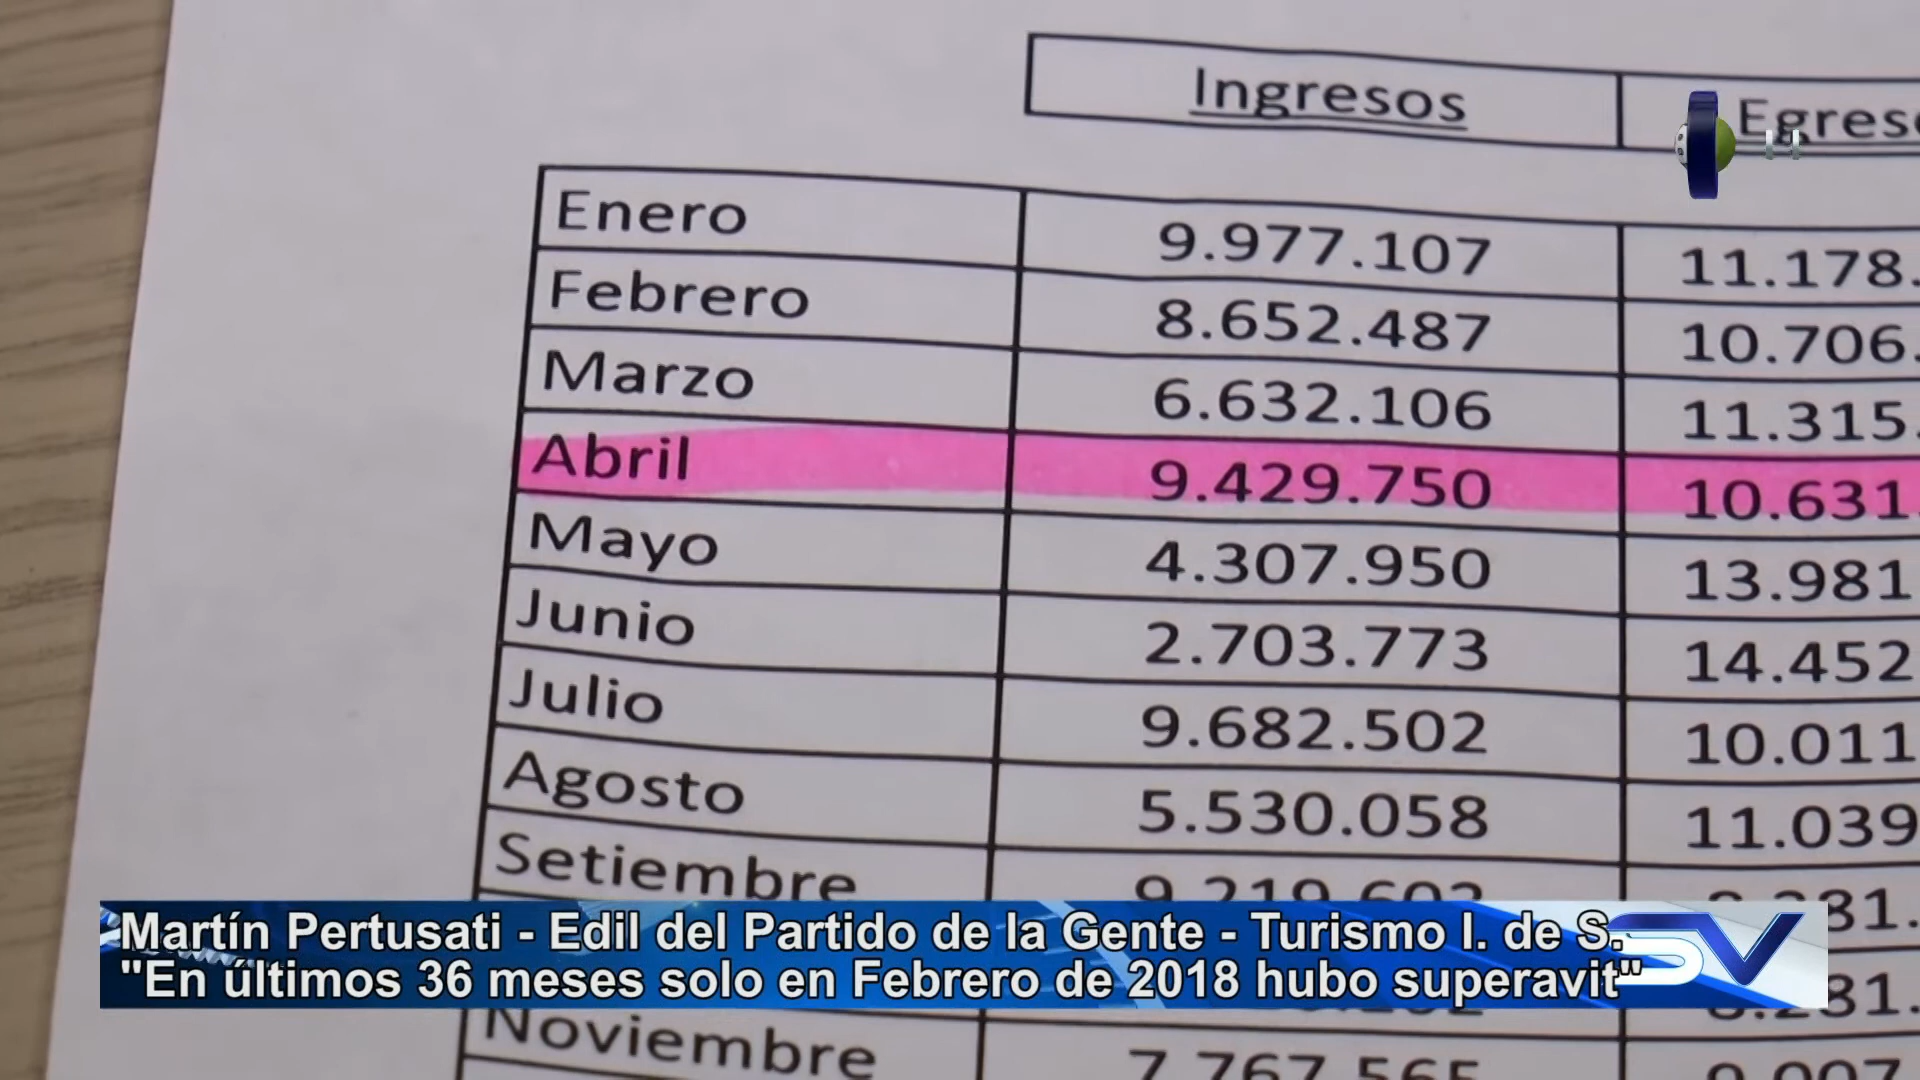 Ingresos Egres
Enero 9.977.107 11.178.
Febrero 8.652.487 10.706.
Marzo 6.632.106 11.315.
Abril 9.429.750 10.631.
Mayo 4.307.950 13.981
Junio 2.703.773 14.452
Julio 9.682.502 10.011
Agosto 5.530.058 11.039
Setiembre
Martín Pertusati - Edil del Partido de la Gente - Turismo I. de S.
"En últimos 36 meses solo en Febrero de 2018 hubo superavit"
SV
Noviembre 7.767.565